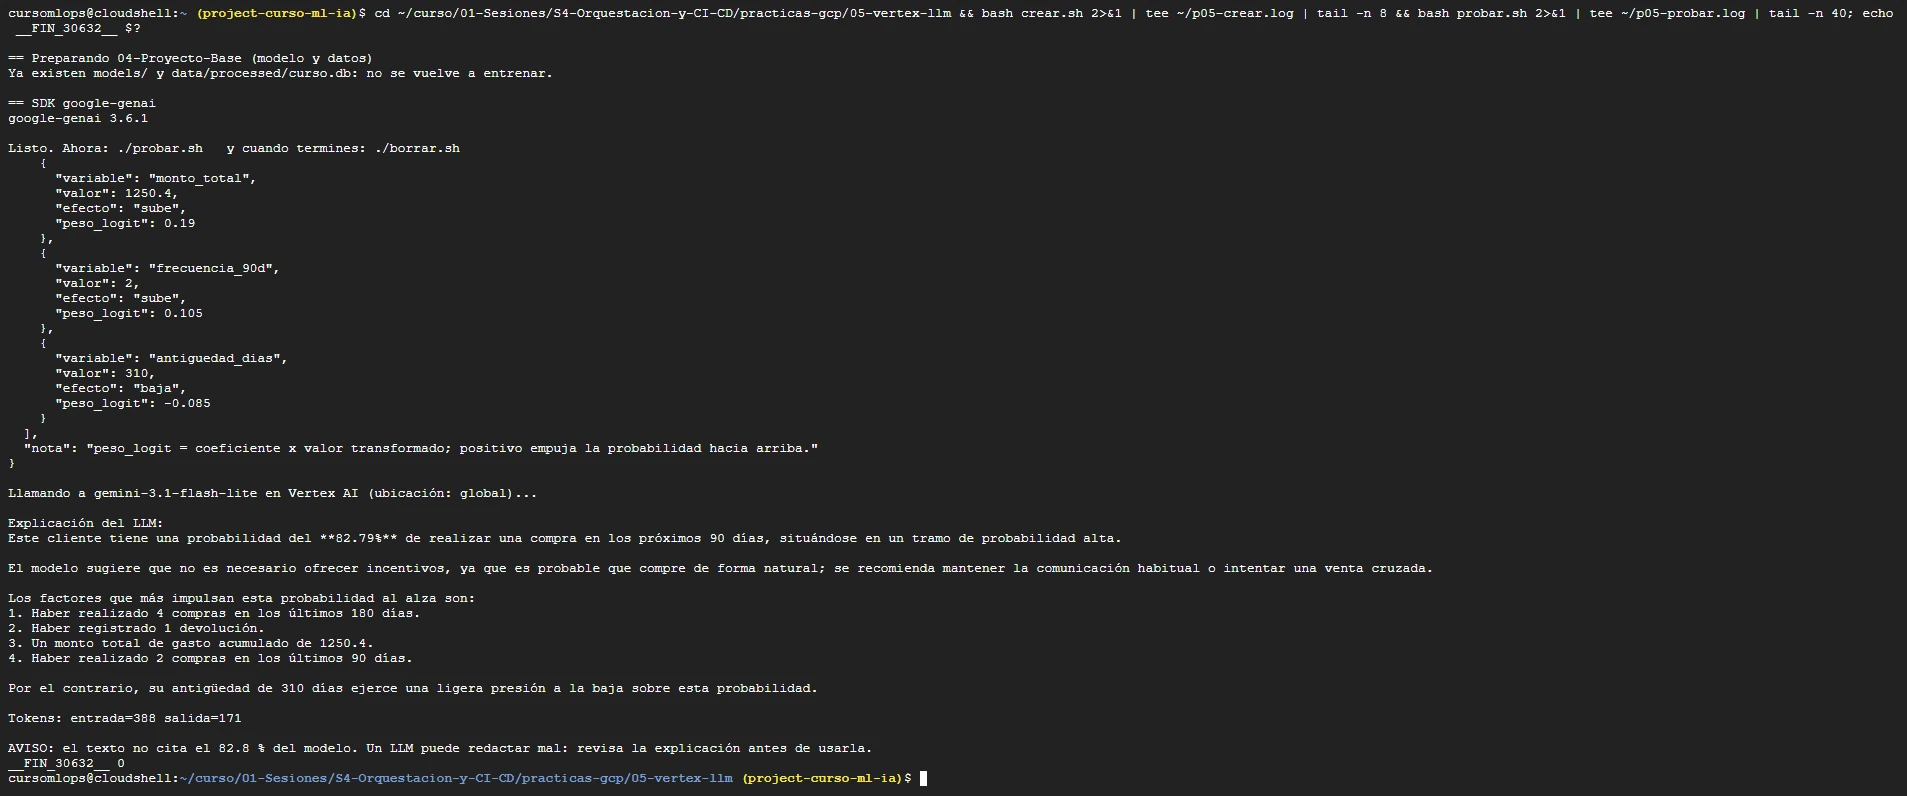 cursomlops@cloudshell:~ (project-curso-ml-ia)$ cd ~/curso/01-Sesiones/S4-Orquestacion-y-CI-CD/practicas-gcp/05-vertex-llm && bash crear.sh 2>&1 | tee ~/p05-crear.log | tail -n 8 && bash probar.sh 2>&1 | tee ~/p05-probar.log | tail -n 40; echo
__FIN_30632__ $?
== Preparando 04-Proyecto-Base (modelo y datos)
Ya existen models/ y data/processed/curso.db: no se vuelve a entrenar.
== SDK google-genai
google-genai 3.6.1
Listo. Ahora: ./probar.sh   y cuando termines: ./borrar.sh
{
"variable": "monto_total",
"valor": 1250.4,
"efecto": "sube",
"peso_logit": 0.19
},
{
"variable": "frecuencia_90d",
"valor": 2,
"efecto": "sube",
"peso_logit": 0.105
},
{
"variable": "antiguedad_dias",
"valor": 310,
"efecto": "baja",
"peso_logit": -0.085
}
],
"nota": "peso_logit = coeficiente x valor transformado; positivo empuja la probabilidad hacia arriba."
}
Llamando a gemini-3.1-flash-lite en Vertex AI (ubicación: global)...
Explicación del LLM:
Este cliente tiene una probabilidad del **82.79%** de realizar una compra en los próximos 90 días, situándose en un tramo de probabilidad alta.
El modelo sugiere que no es necesario ofrecer incentivos, ya que es probable que compre de forma natural; se recomienda mantener la comunicación habitual o intentar una venta cruzada.
Los factores que más impulsan esta probabilidad al alza son:
1. Haber realizado 4 compras en los últimos 180 días.
2. Haber registrado 1 devolución.
3. Un monto total de gasto acumulado de 1250.4.
4. Haber realizado 2 compras en los últimos 90 días.
Por el contrario, su antigüedad de 310 días ejerce una ligera presión a la baja sobre esta probabilidad.
Tokens: entrada=388 salida=171
AVISO: el texto no cita el 82.8 % del modelo. Un LLM puede redactar mal: revisa la explicación antes de usarla.
__FIN_30632__ 0
cursomlops@cloudshell:~/curso/01-Sesiones/S4-Orquestacion-y-CI-CD/practicas-gcp/05-vertex-llm (project-curso-ml-ia)$